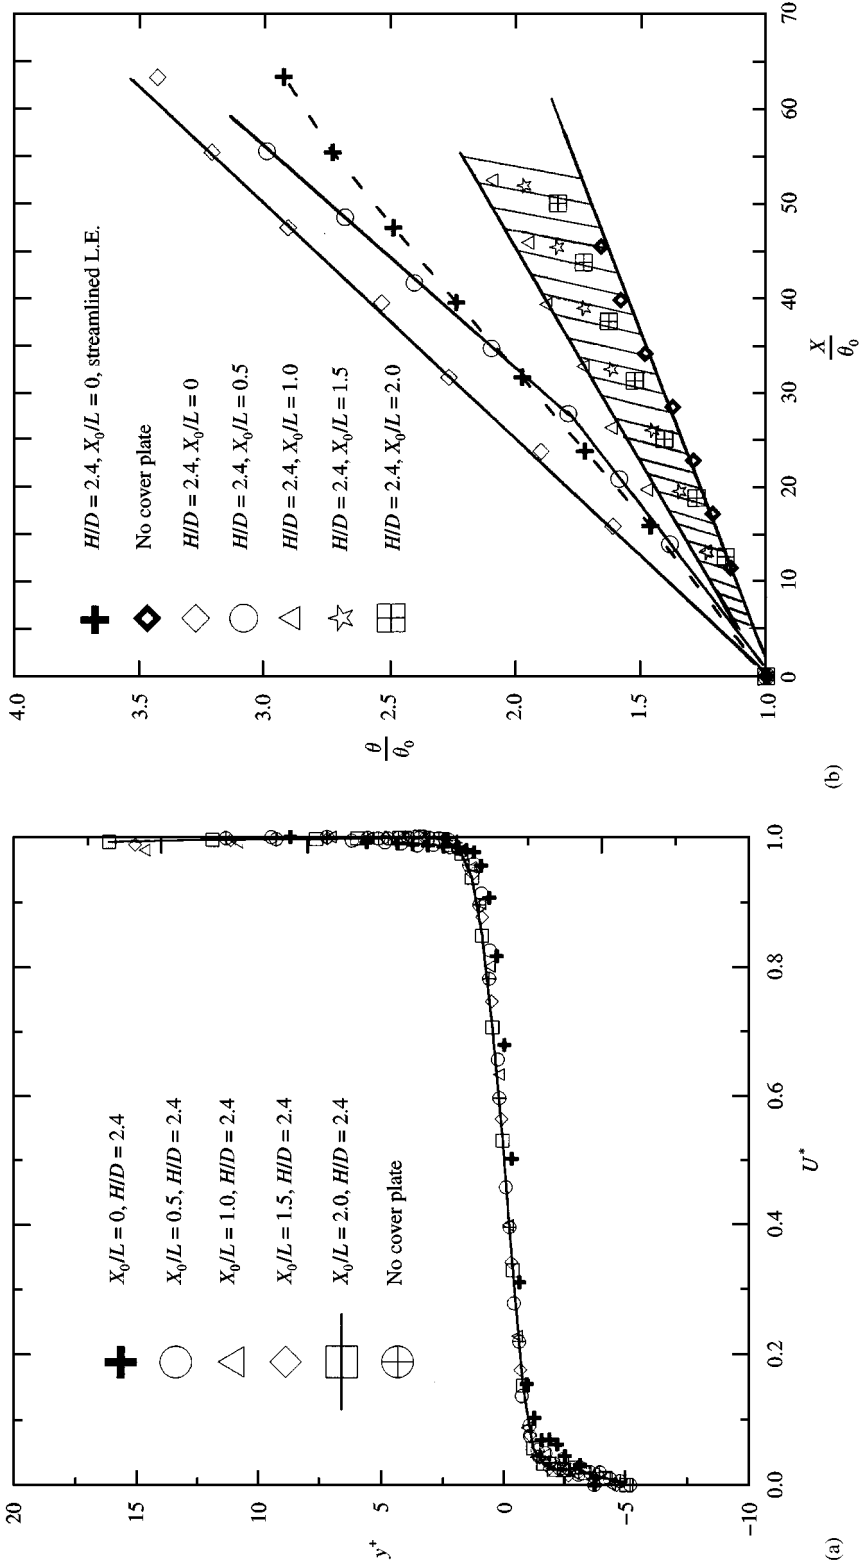 20
15
10
5
0
−5
−10
y⁺
X₀/L = 0, H/D = 2.4
X₀/L = 0.5, H/D = 2.4
X₀/L = 1.0, H/D = 2.4
X₀/L = 1.5, H/D = 2.4
X₀/L = 2.0, H/D = 2.4
No cover plate
0.0 0.2 0.4 0.6 0.8 1.0
U*
(a)
4.0
3.5
3.0
2.5
2.0
1.5
1.0
θ
θ₀
H/D = 2.4, X₀/L = 0, streamlined L.E.
No cover plate
H/D = 2.4, X₀/L = 0
H/D = 2.4, X₀/L = 0.5
H/D = 2.4, X₀/L = 1.0
H/D = 2.4, X₀/L = 1.5
H/D = 2.4, X₀/L = 2.0
0 10 20 30 40 50 60 70
X
θ₀
(b)